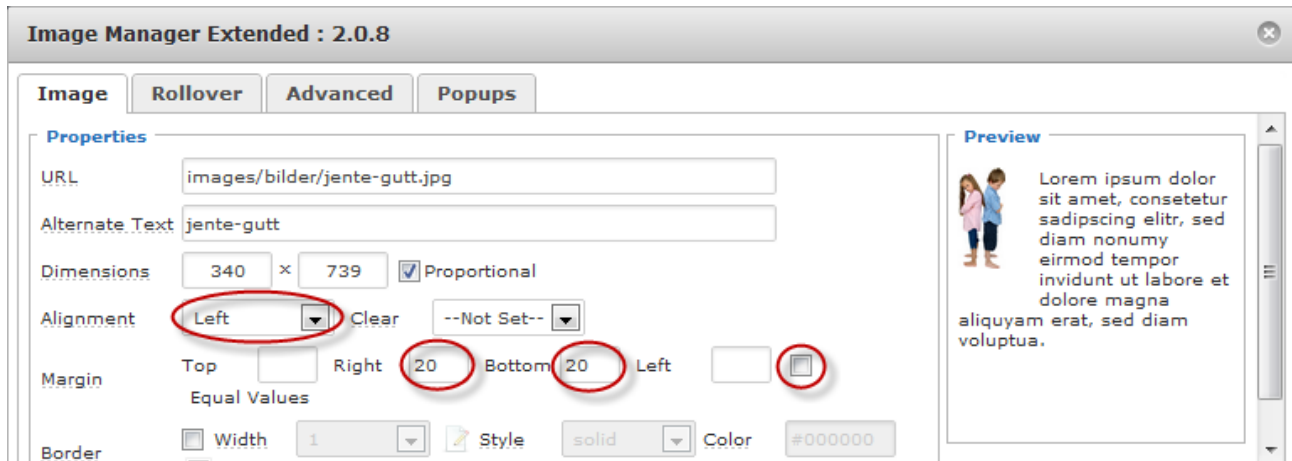 Image Manager Extended : 2.0.8
Image Rollover Advanced Popups
Properties
URL images/bilder/jente-gutt.jpg
Alternate Text jente-gutt
Dimensions 340 × 739 Proportional
Alignment Left Clear --Not Set--
Margin Top Right 20 Bottom 20 Left
Equal Values
Border Width 1 Style solid Color #000000
Preview
Lorem ipsum dolor
sit amet, consetetur
sadipscing elitr, sed
diam nonumy
eirmod tempor
invidunt ut labore et
dolore magna
aliquyam erat, sed diam
voluptua.